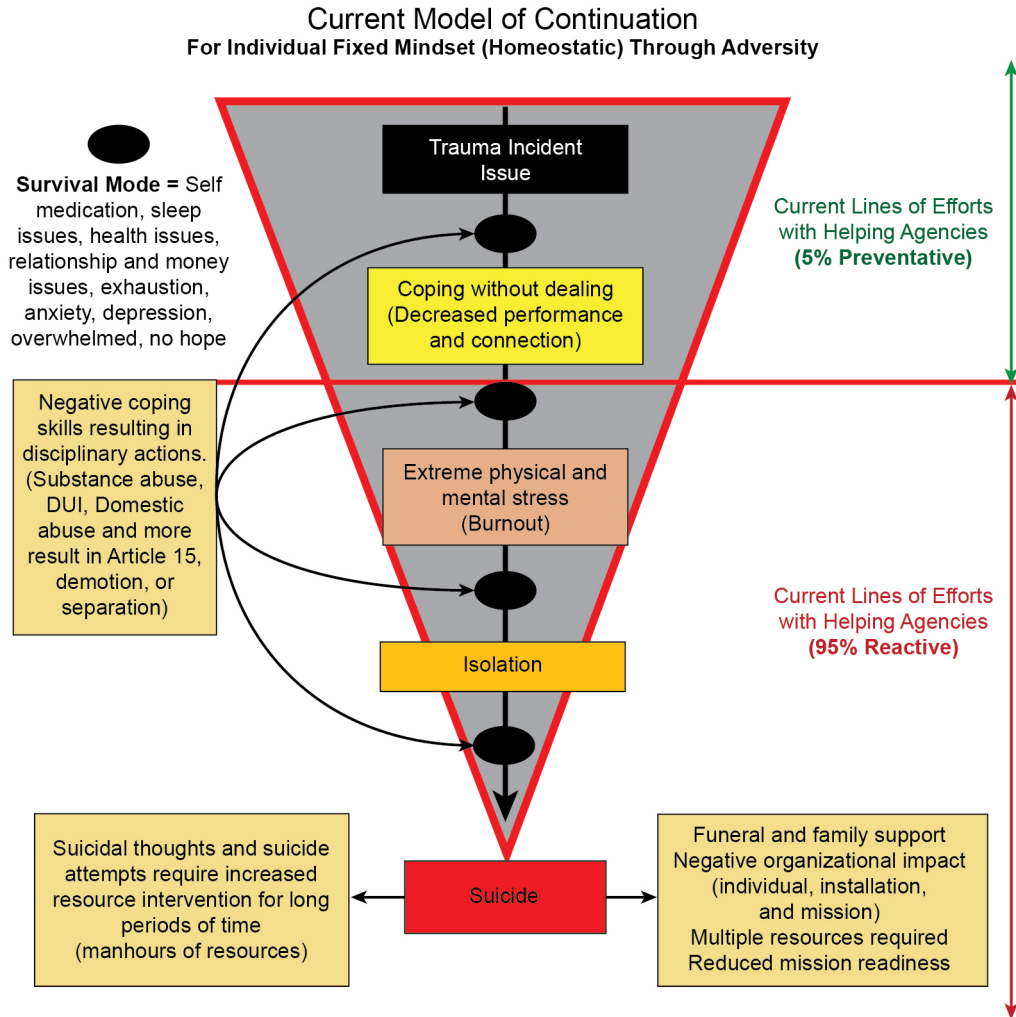 Current Model of Continuation
For Individual Fixed Mindset (Homeostatic) Through Adversity
Trauma Incident
Issue
Survival Mode = Self
medication, sleep
issues, health issues,
relationship and money
issues, exhaustion,
anxiety, depression,
overwhelmed, no hope
Current Lines of Efforts
with Helping Agencies
(5% Preventative)
Coping without dealing
(Decreased performance
and connection)
Negative coping
skills resulting in
disciplinary actions.
(Substance abuse,
DUI, Domestic
abuse and more
result in Article 15,
demotion, or
separation)
Extreme physical and
mental stress
(Burnout)
Current Lines of Efforts
with Helping Agencies
(95% Reactive)
Isolation
Suicidal thoughts and suicide
attempts require increased
resource intervention for long
periods of time
(manhours of resources)
Suicide
Funeral and family support
Negative organizational impact
(individual, installation,
and mission)
Multiple resources required
Reduced mission readiness